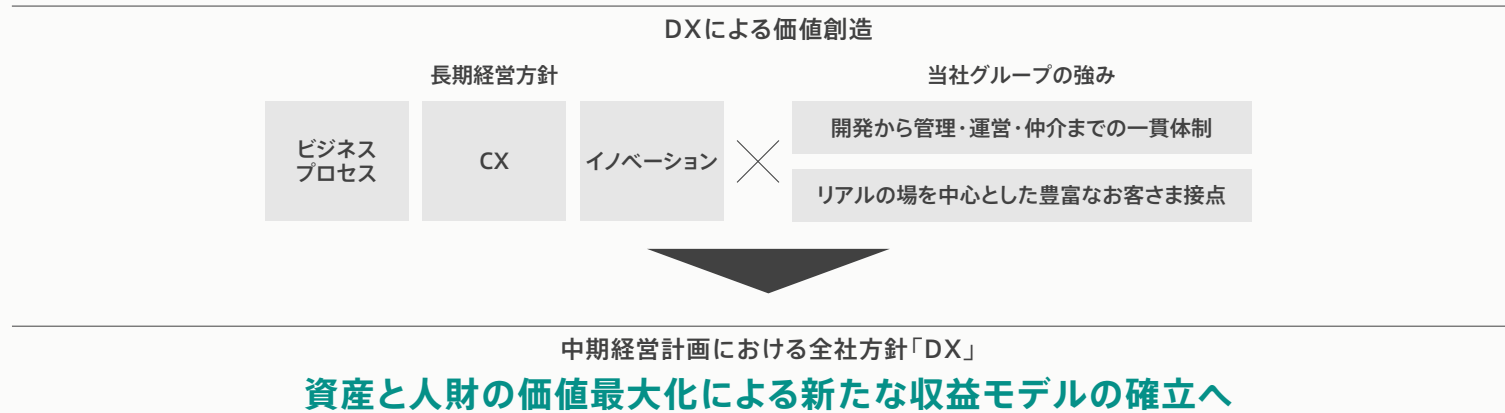 DXによる価値創造
長期経営方針
ビジネス
プロセス
CX
イノベーション
当社グループの強み
開発から管理・運営・仲介までの一貫体制
リアルの場を中心とした豊富なお客さま接点
中期経営計画における全社方針「DX」
資産と人財の価値最大化による新たな収益モデルの確立へ